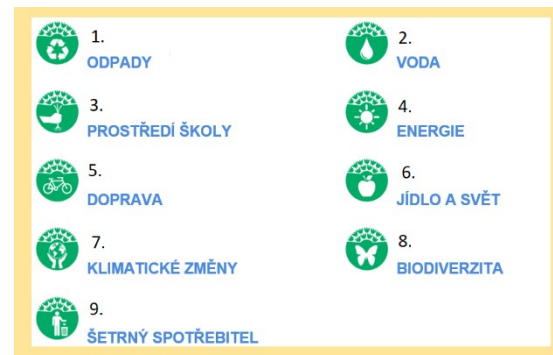 1.
ODPADY
2.
VODA
3.
PROSTŘEDÍ ŠKOLY
4.
ENERGIE
5.
DOPRAVA
6.
JÍDLO A SVĚT
7.
KLIMATICKÉ ZMĚNY
8.
BIODIVERZITA
9.
ŠETRNÝ SPOTŘEBITEL